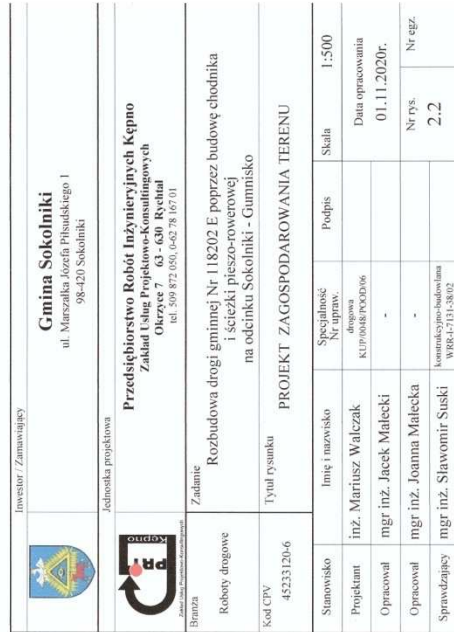 Inwestor / Zamawiający
Gmina Sokolniki
ul. Marszałka Józefa Piłsudskiego 1
98-420 Sokolniki
Jednostka projektowa
Przedsiębiorstwo Robót Inżynieryjnych Kępno
Zakład Usług Projektowo-Konsultingowych
Okrzyce 7 63 - 630 Rychtal
tel. 509 872 050, 0-62 78 167 01
PRI
Kępno
Zakład Usług Projektowo-Konsultingowych
Branża
Roboty drogowe
Zadanie
Rozbudowa drogi gminnej Nr 118202 E poprzez budowę chodnika
i ścieżki pieszo-rowerowej
na odcinku Sokolniki - Gumnisko
Kod CPV
45233120-6
Tytuł rysunku
PROJEKT ZAGOSPODAROWANIA TERENU
Stanowisko Imię i nazwisko Specjalność Nr upraw. Podpis Skala 1:500
Projektant inż. Mariusz Walczak drogowa KUP/0048/POOD/06
Data opracowania
01.11.2020r.
Opracował mgr inż. Jacek Małecki -
Opracował mgr inż. Joanna Małecka -
Nr rys. Nr egz.
2.2
Sprawdzający mgr inż. Sławomir Suski konstrukcyjno-budowlana WRR-I-7131-38/02